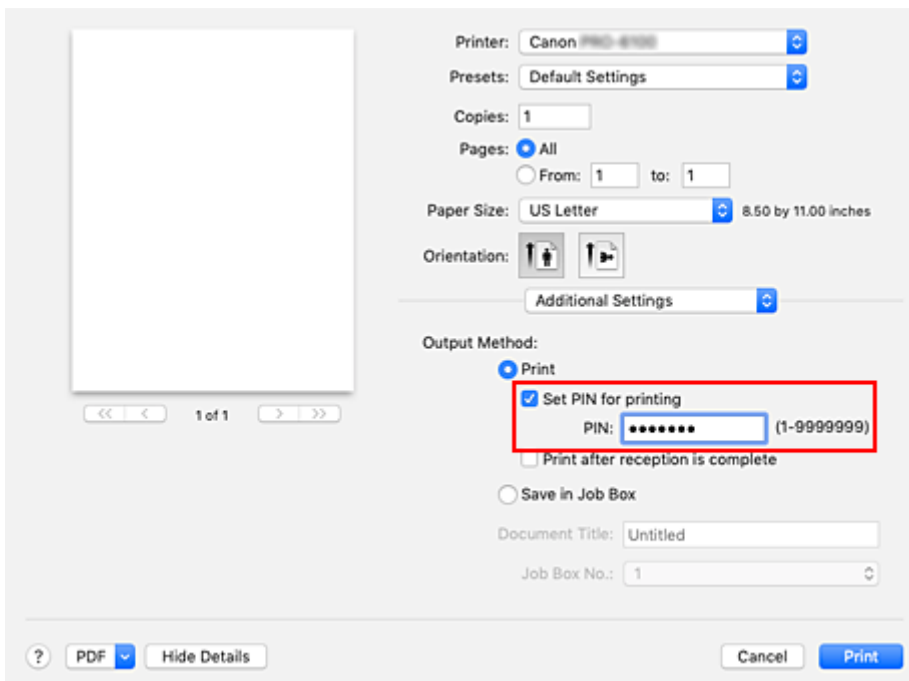 Printer: Canon
Presets: Default Settings
Copies: 1
Pages: All
From: 1 to: 1
Paper Size: US Letter 8.50 by 11.00 inches
Orientation:
Additional Settings
Output Method:
Print
Set PIN for printing
PIN: ••••••• (1-9999999)
Print after reception is complete
Save in Job Box
Document Title: Untitled
Job Box No.: 1
<< < 1 of 1 > >>
? PDF Hide Details Cancel Print